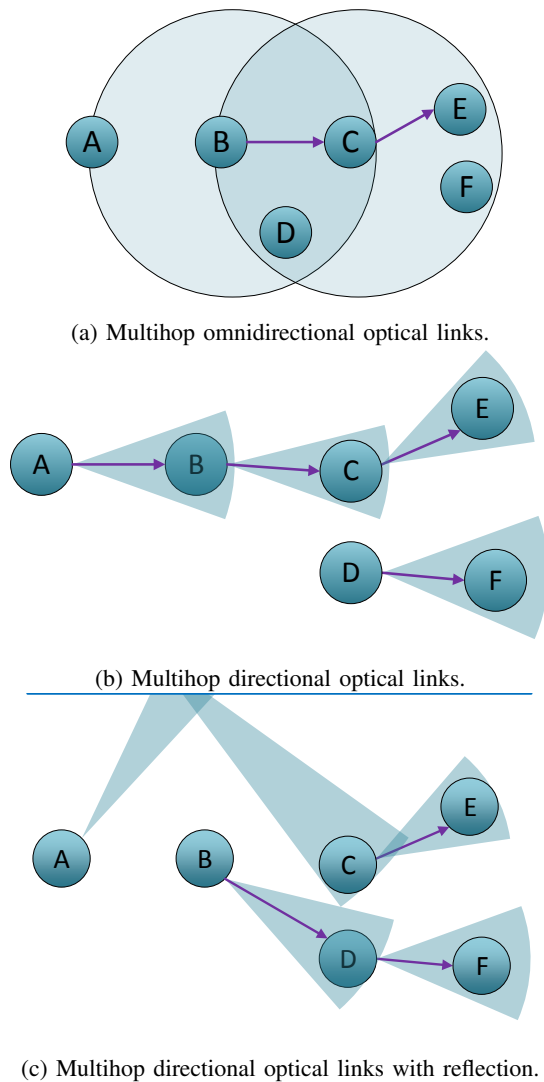 A B C E
F
D
(a) Multihop omnidirectional optical links.
E
A B C
D F
(b) Multihop directional optical links.
E
A B C
D F
(c) Multihop directional optical links with reflection.